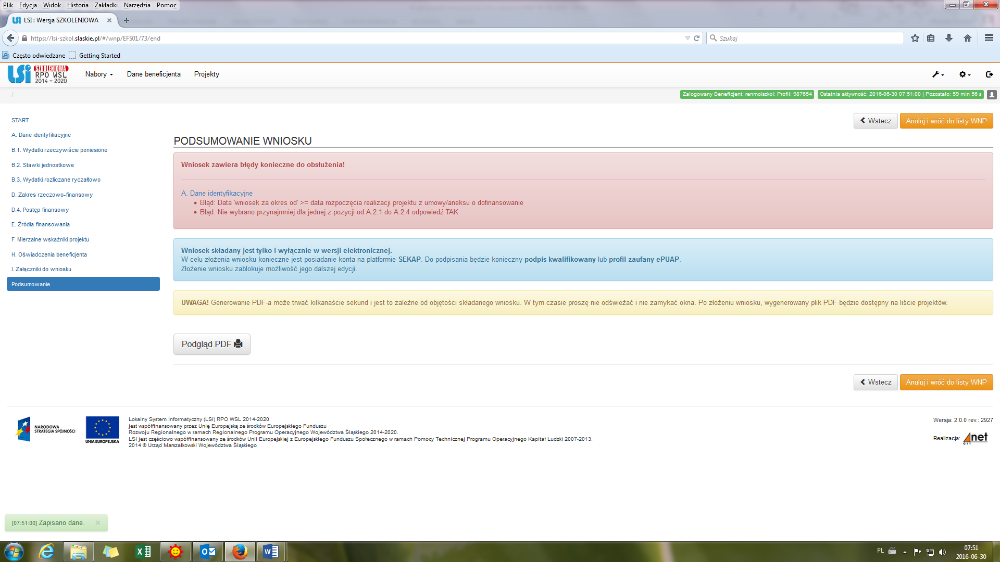 Plik Edycja Widok Historia Zakładki Narzędzia Pomoc
LSI : Wersja SZKOLENIOWA
https://lsi-szkol.slaskie.pl/#/wnp/EFS01/73/end
Szukaj
Często odwiedzane Getting Started
LSi SZKOLENIOWA
RPO WSL
2014 - 2020
Nabory Dane beneficjenta Projekty
/
Zalogowany Beneficjent: renmolszkol; Profil: 987654 Ostatnia aktywność: 2016-06-30 07:51:00 | Pozostało: 59 min 56 s
START
A. Dane identyfikacyjne
B.1. Wydatki rzeczywiście poniesione
B.2. Stawki jednostkowe
B.3. Wydatki rozliczane ryczałtowo
D. Zakres rzeczowo-finansowy
D.4. Postęp finansowy
E. Źródła finansowania
F. Mierzalne wskaźniki projektu
H. Oświadczenia beneficjenta
I. Załączniki do wniosku
Podsumowanie
Wstecz Anuluj i wróć do listy WNP
PODSUMOWANIE WNIOSKU
Wniosek zawiera błędy konieczne do obsłużenia!
A. Dane identyfikacyjne
• Błąd: Data 'wniosek za okres od' >= data rozpoczęcia realizacji projektu z umowy/aneksu o dofinansowanie
• Błąd: Nie wybrano przynajmniej dla jednej z pozycji od A.2.1 do A.2.4 odpowiedź TAK
Wniosek składany jest tylko i wyłącznie w wersji elektronicznej.
W celu złożenia wniosku konieczne jest posiadanie konta na platformie SEKAP. Do podpisania będzie konieczny podpis kwalifikowany lub profil zaufany ePUAP.
Złożenie wniosku zablokuje możliwość jego dalszej edycji.
UWAGA! Generowanie PDF-a może trwać kilkanaście sekund i jest to zależne od objętości składanego wniosku. W tym czasie proszę nie odświeżać i nie zamykać okna. Po złożeniu wniosku, wygenerowany plik PDF będzie dostępny na liście projektów.
Podgląd PDF
Wstecz Anuluj i wróć do listy WNP
NARODOWA
STRATEGIA SPÓJNOŚCI
UNIA EUROPEJSKA
Lokalny System Informatyczny (LSI) RPO WSL 2014-2020
jest współfinansowany przez Unię Europejską ze środków Europejskiego Funduszu
Rozwoju Regionalnego w ramach Regionalnego Programu Operacyjnego Województwa Śląskiego 2014-2020.
LSI jest częściowo współfinansowany ze środków Unii Europejskiej z Europejskiego Funduszu Społecznego w ramach Pomocy Technicznej Programu Operacyjnego Kapitał Ludzki 2007-2013.
2014 © Urząd Marszałkowski Województwa Śląskiego
Wersja: 2.0.0 rev.: 2927
Realizacja: net
[07:51:00] Zapisano dane.
PL
07:51
2016-06-30